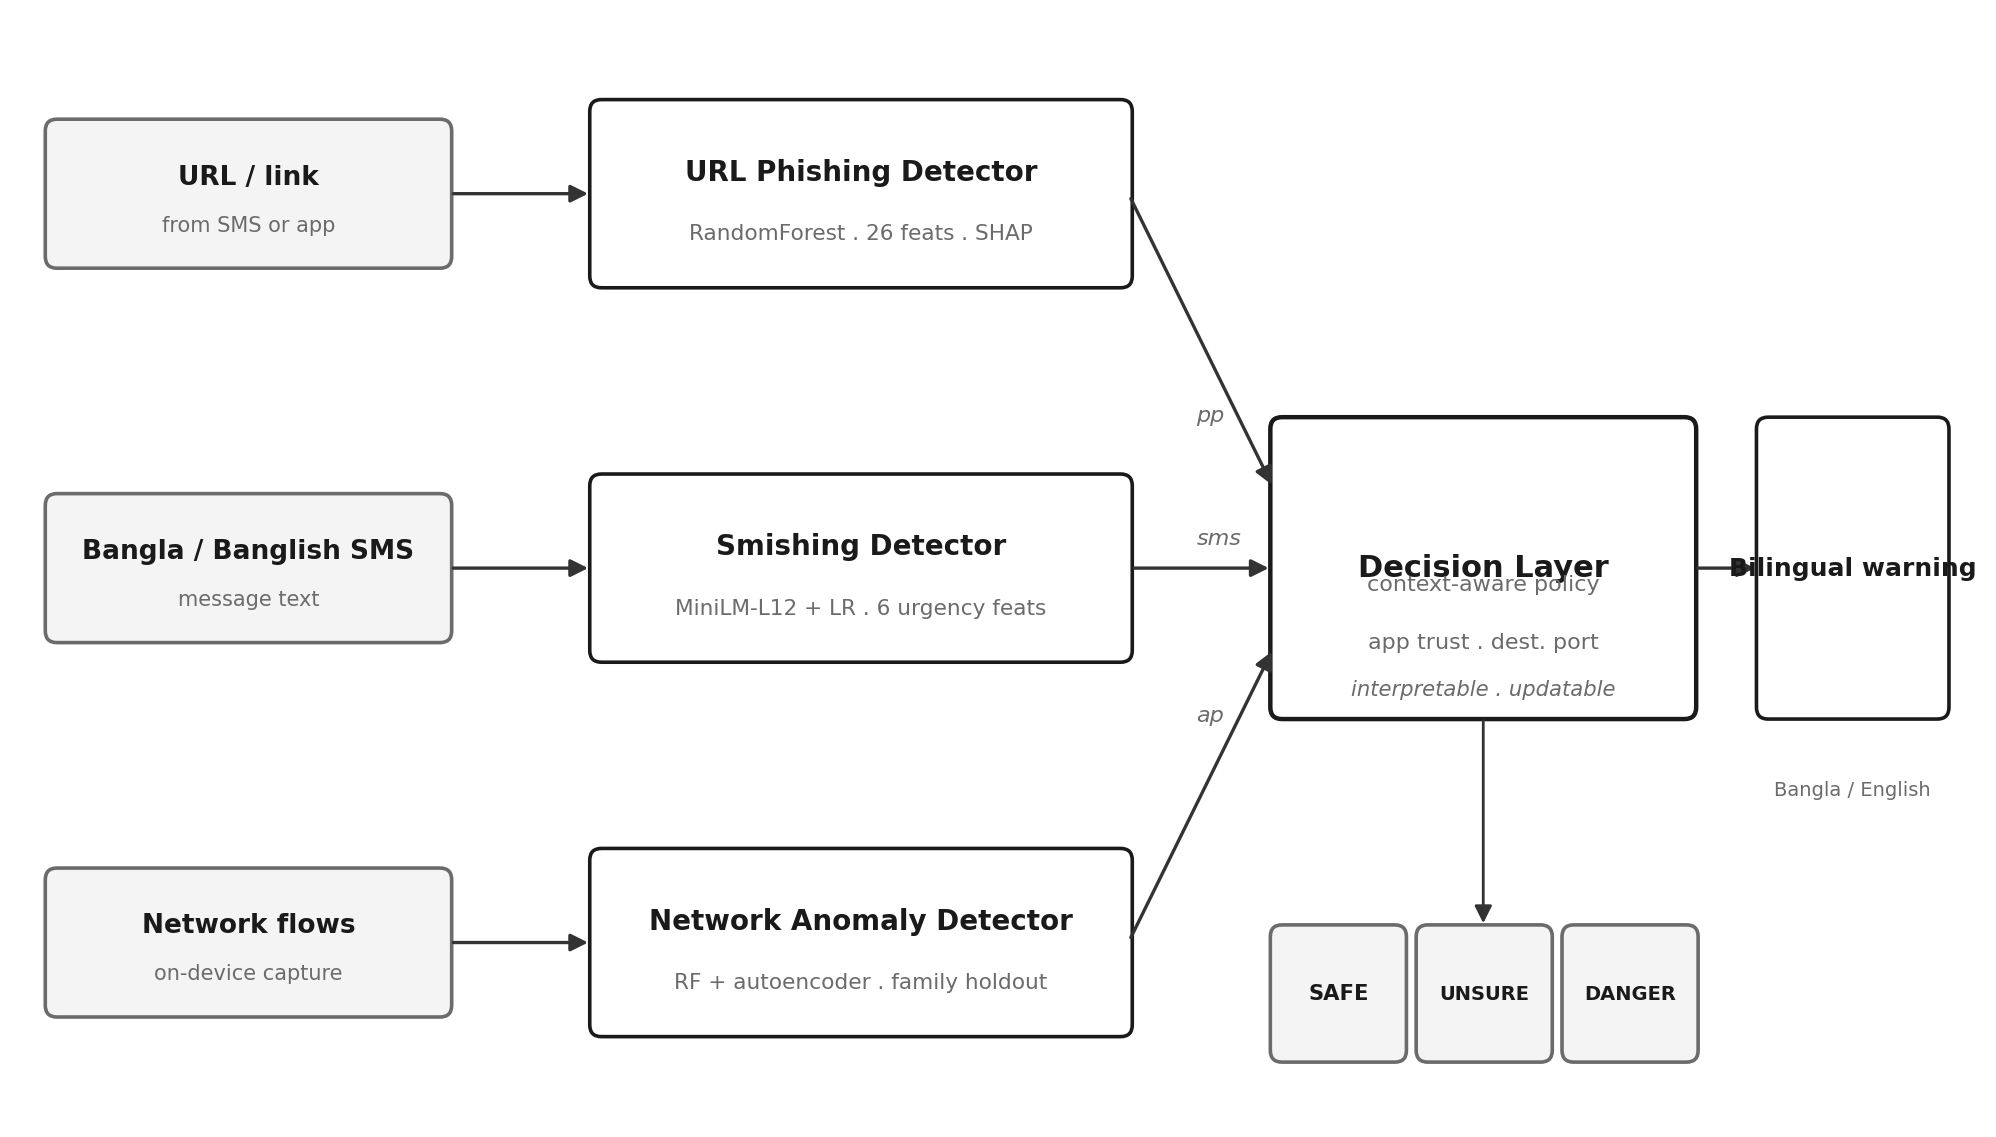 URL / link
from SMS or app
URL Phishing Detector
RandomForest . 26 feats . SHAP
pp
Bangla / Banglish SMS
message text
Smishing Detector
MiniLM-L12 + LR . 6 urgency feats
sms
Decision Layer
context-aware policy
app trust . dest. port
interpretable . updatable
Bilingual warning
Bangla / English
ap
Network flows
on-device capture
Network Anomaly Detector
RF + autoencoder . family holdout
SAFE
UNSURE
DANGER